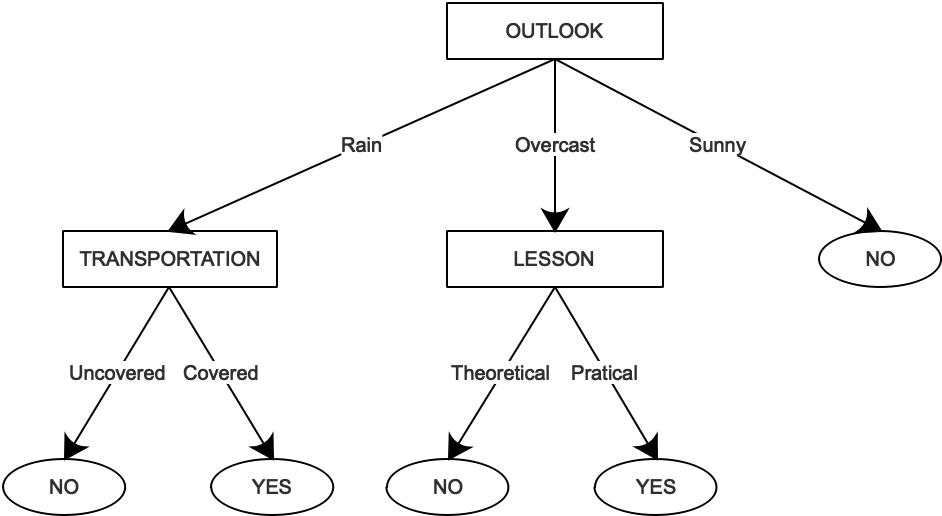 OUTLOOK
Rain
Overcast
Sunny
TRANSPORTATION
LESSON
NO
Uncovered
Covered
Theoretical
Pratical
NO
YES
NO
YES